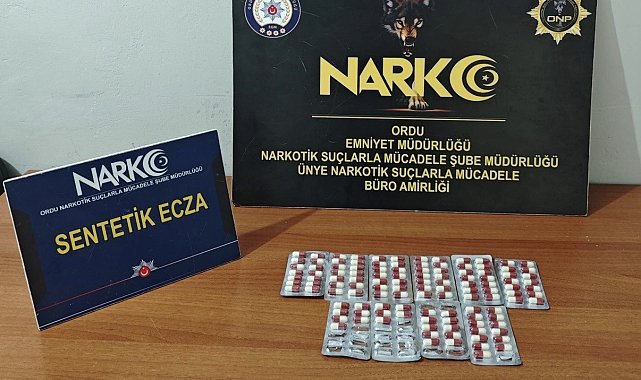 ONP
NARKO
ORDU
EMNİYET MÜDÜRLÜĞÜ
NARKOTİK SUÇLARLA MÜCADELE ŞUBE MÜDÜRLÜĞÜ
ÜNYE NARKOTİK SUÇLARLA MÜCADELE
BÜRO AMİRLİĞİ
NARKO
ORDU NARKOTİK SUÇLARLA MÜCADELE ŞUBE MÜDÜRLÜĞÜ
SENTETİK ECZA